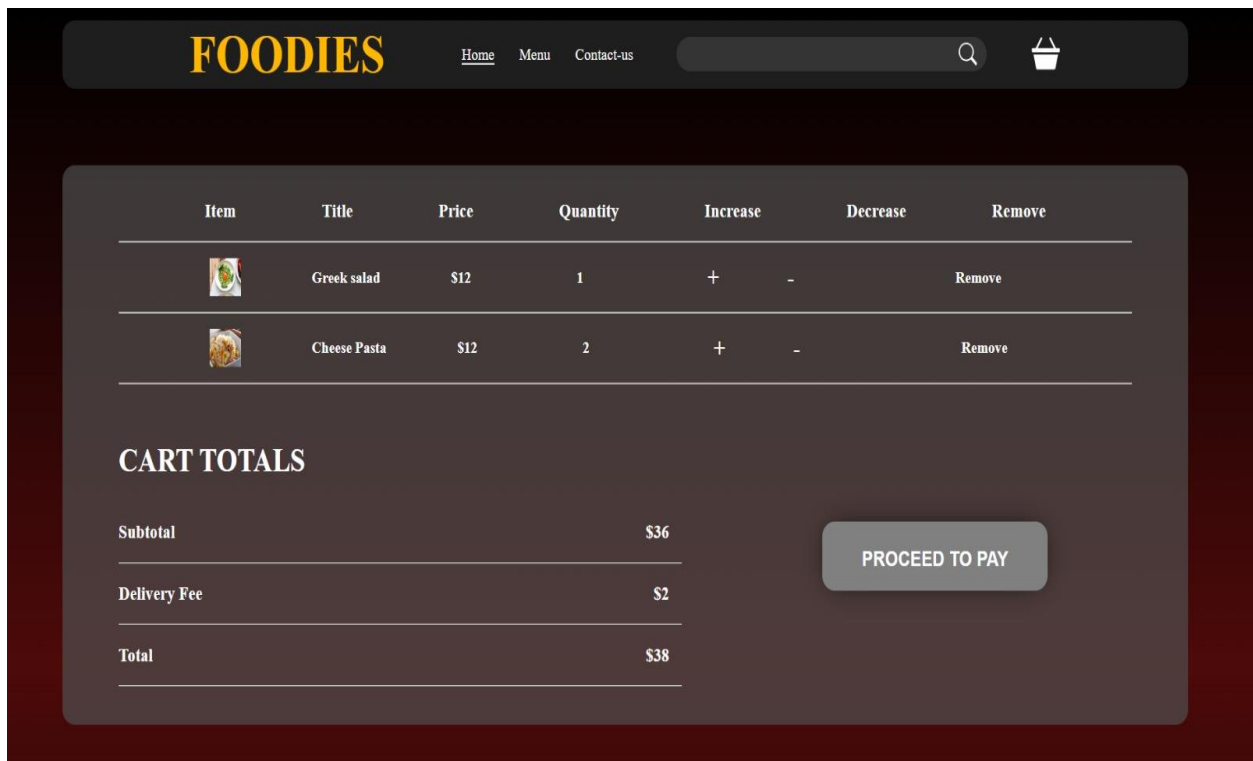 FOODIES Home Menu Contact-us
Item Title Price Quantity Increase Decrease Remove
Greek salad $12 1 + - Remove
Cheese Pasta $12 2 + - Remove
CART TOTALS
Subtotal $36
PROCEED TO PAY
Delivery Fee $2
Total $38